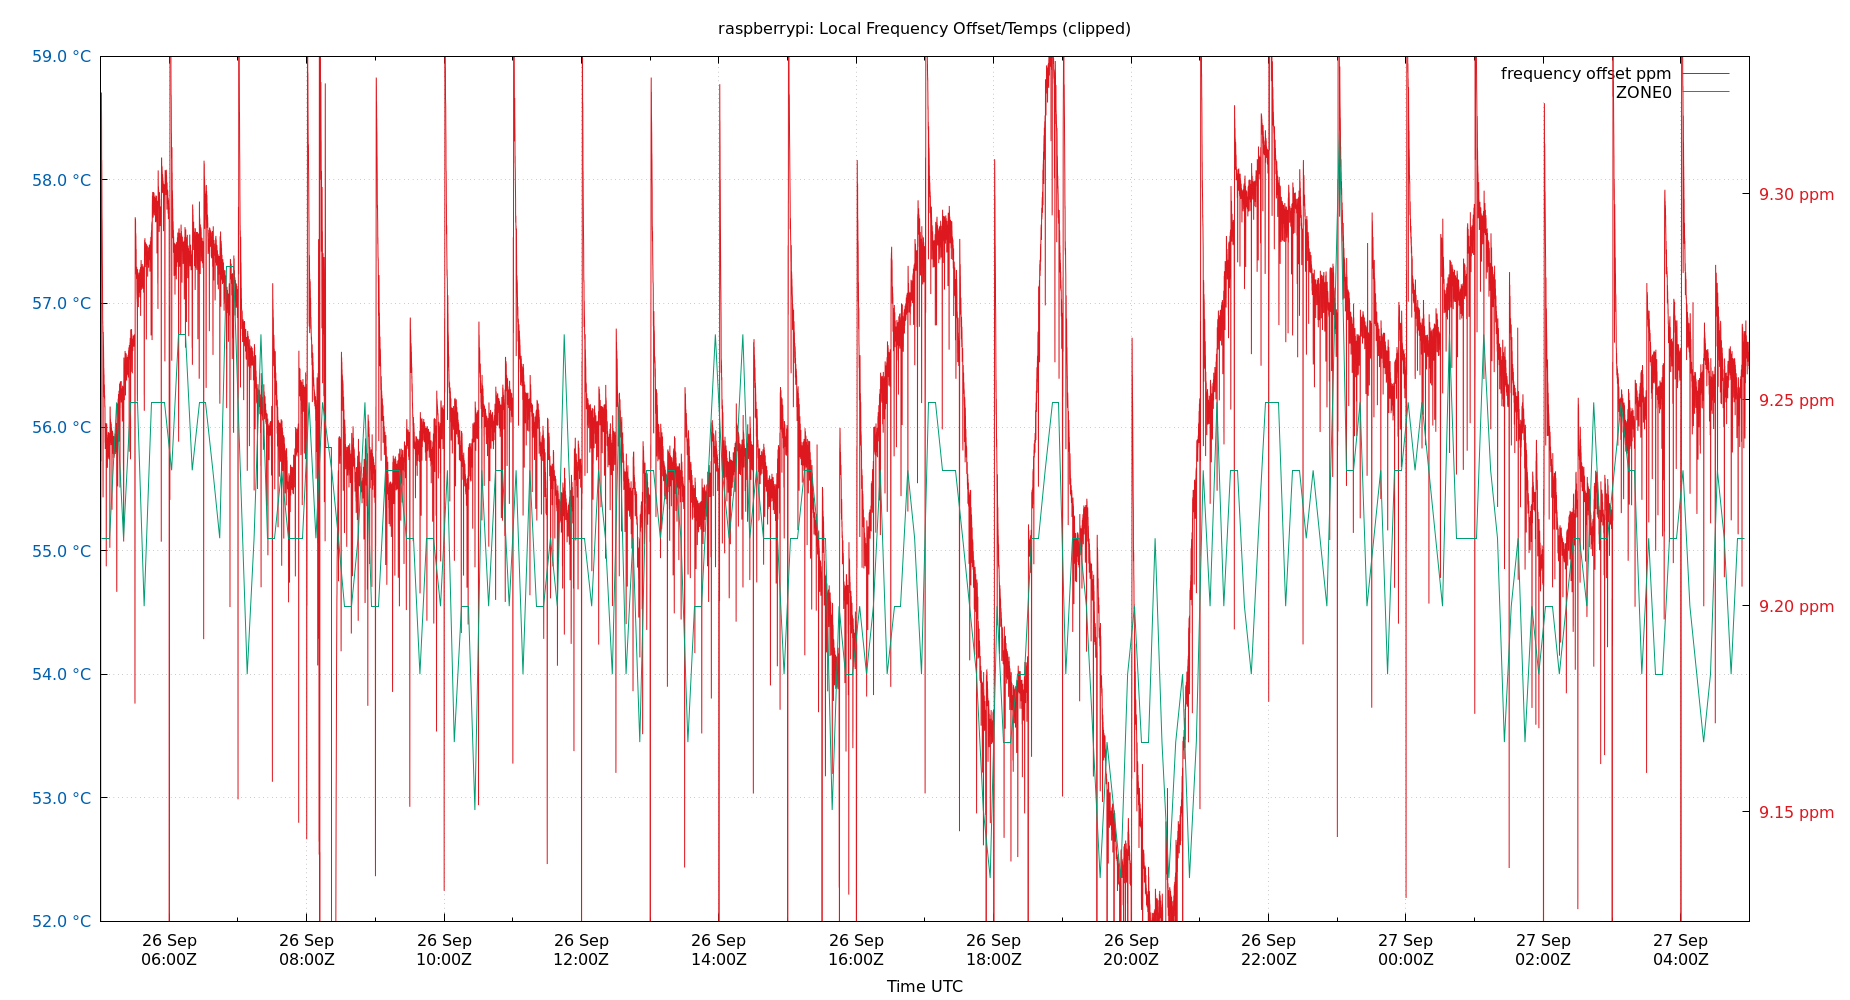 raspberrypi: Local Frequency Offset/Temps (clipped)
59.0 °C
58.0 °C
57.0 °C
56.0 °C
55.0 °C
54.0 °C
53.0 °C
52.0 °C
frequency offset ppm
ZONE0
9.30 ppm
9.25 ppm
9.20 ppm
9.15 ppm
26 Sep 26 Sep 26 Sep 26 Sep 26 Sep 26 Sep 26 Sep 26 Sep 26 Sep 27 Sep 27 Sep 27 Sep
06:00Z 08:00Z 10:00Z 12:00Z 14:00Z 16:00Z 18:00Z 20:00Z 22:00Z 00:00Z 02:00Z 04:00Z
Time UTC